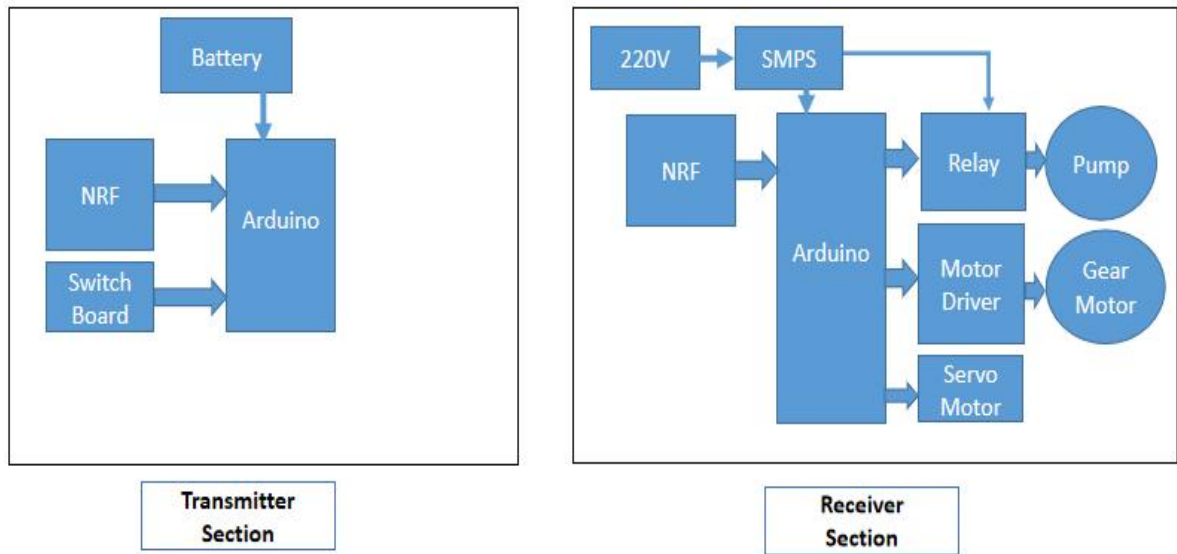 Battery
NRF
Arduino
Switch
Board
Transmitter
Section
220V
SMPS
NRF
Arduino
Relay
Pump
Motor
Driver
Gear
Motor
Servo
Motor
Receiver
Section